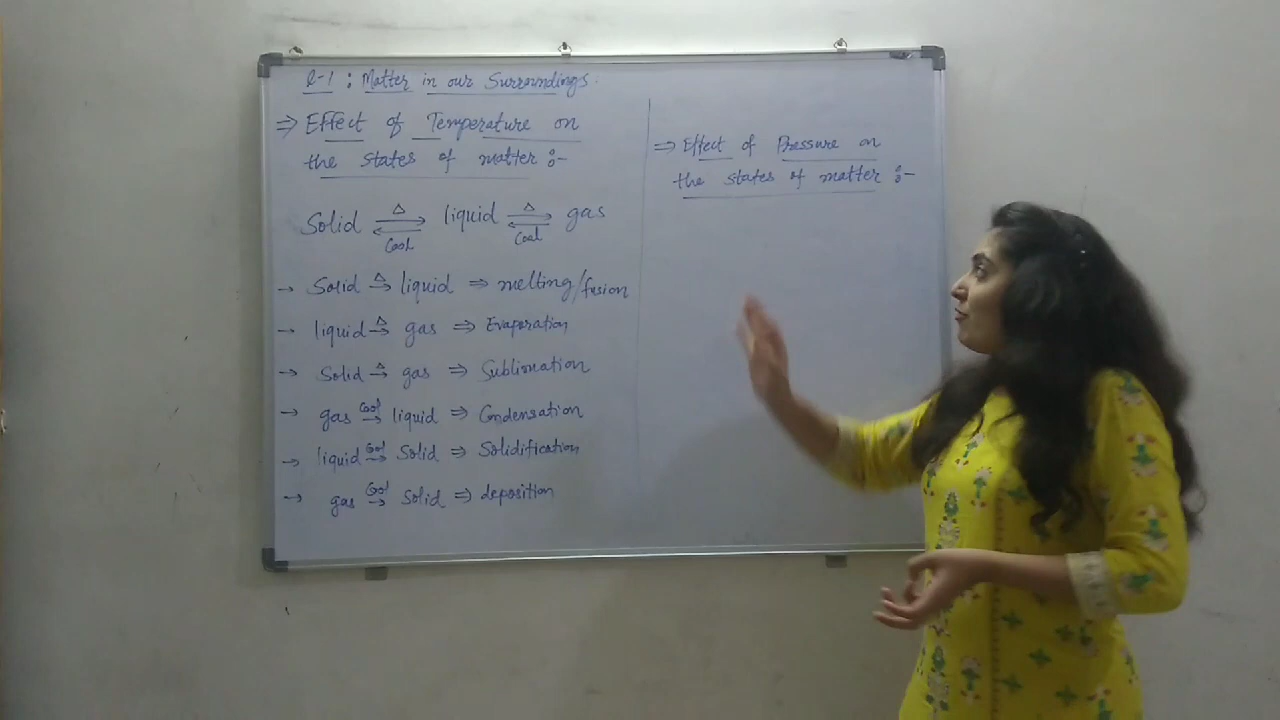 L-1 : Matter in our Surroundings.
⇒ Effect of Temperature on
the states of matter :-
Solid ⇌ liquid ⇌ gas
Δ Δ
Cool Cool
→ Solid Δ→ liquid ⇒ melting/fusion
→ liquid Δ→ gas ⇒ Evaporation
→ Solid Δ→ gas ⇒ Sublimation
→ gas Cool→ liquid ⇒ Condensation
→ liquid Cool→ Solid ⇒ Solidification
→ gas Cool→ Solid ⇒ deposition
⇒ Effect of Pressure on
the states of matter :-